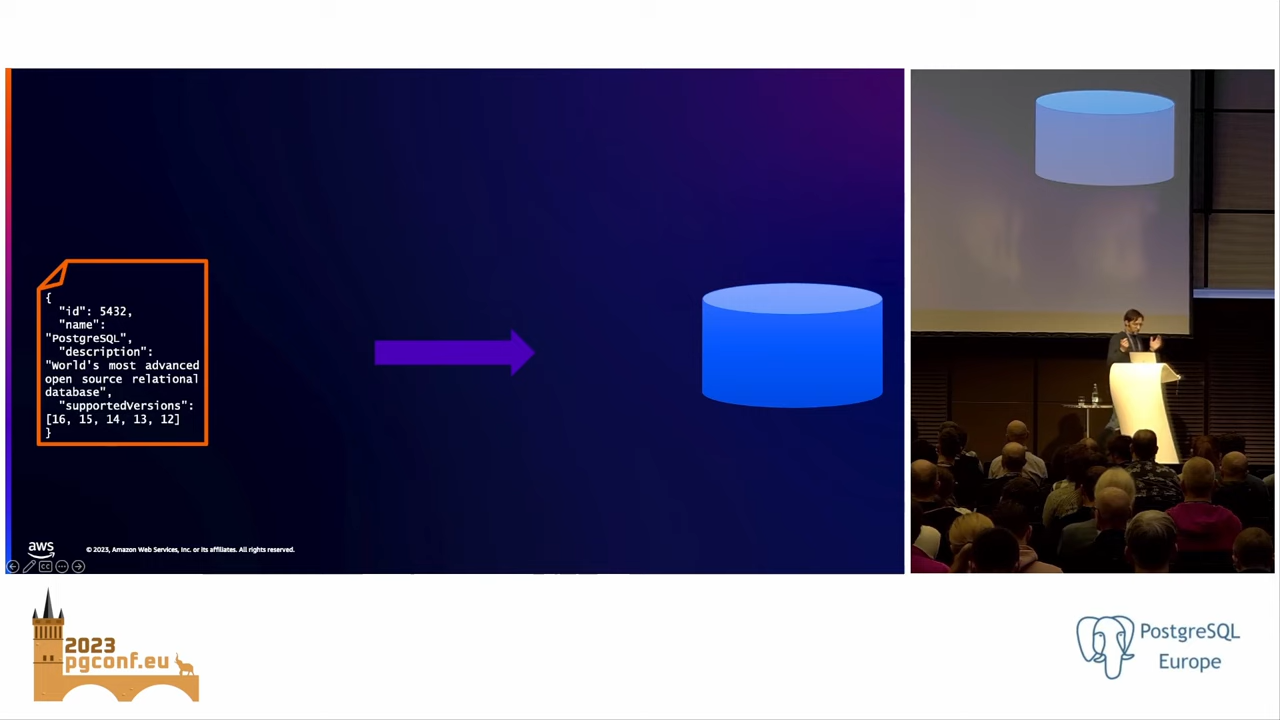 {
"id": 5432,
"name":
"PostgreSQL",
"description":
"World's most advanced
open source relational
database",
"supportedVersions":
[16, 15, 14, 13, 12]
}
aws
© 2023, Amazon Web Services, Inc. or its affiliates. All rights reserved.
CC
2023
pgconf.eu
PostgreSQL
Europe